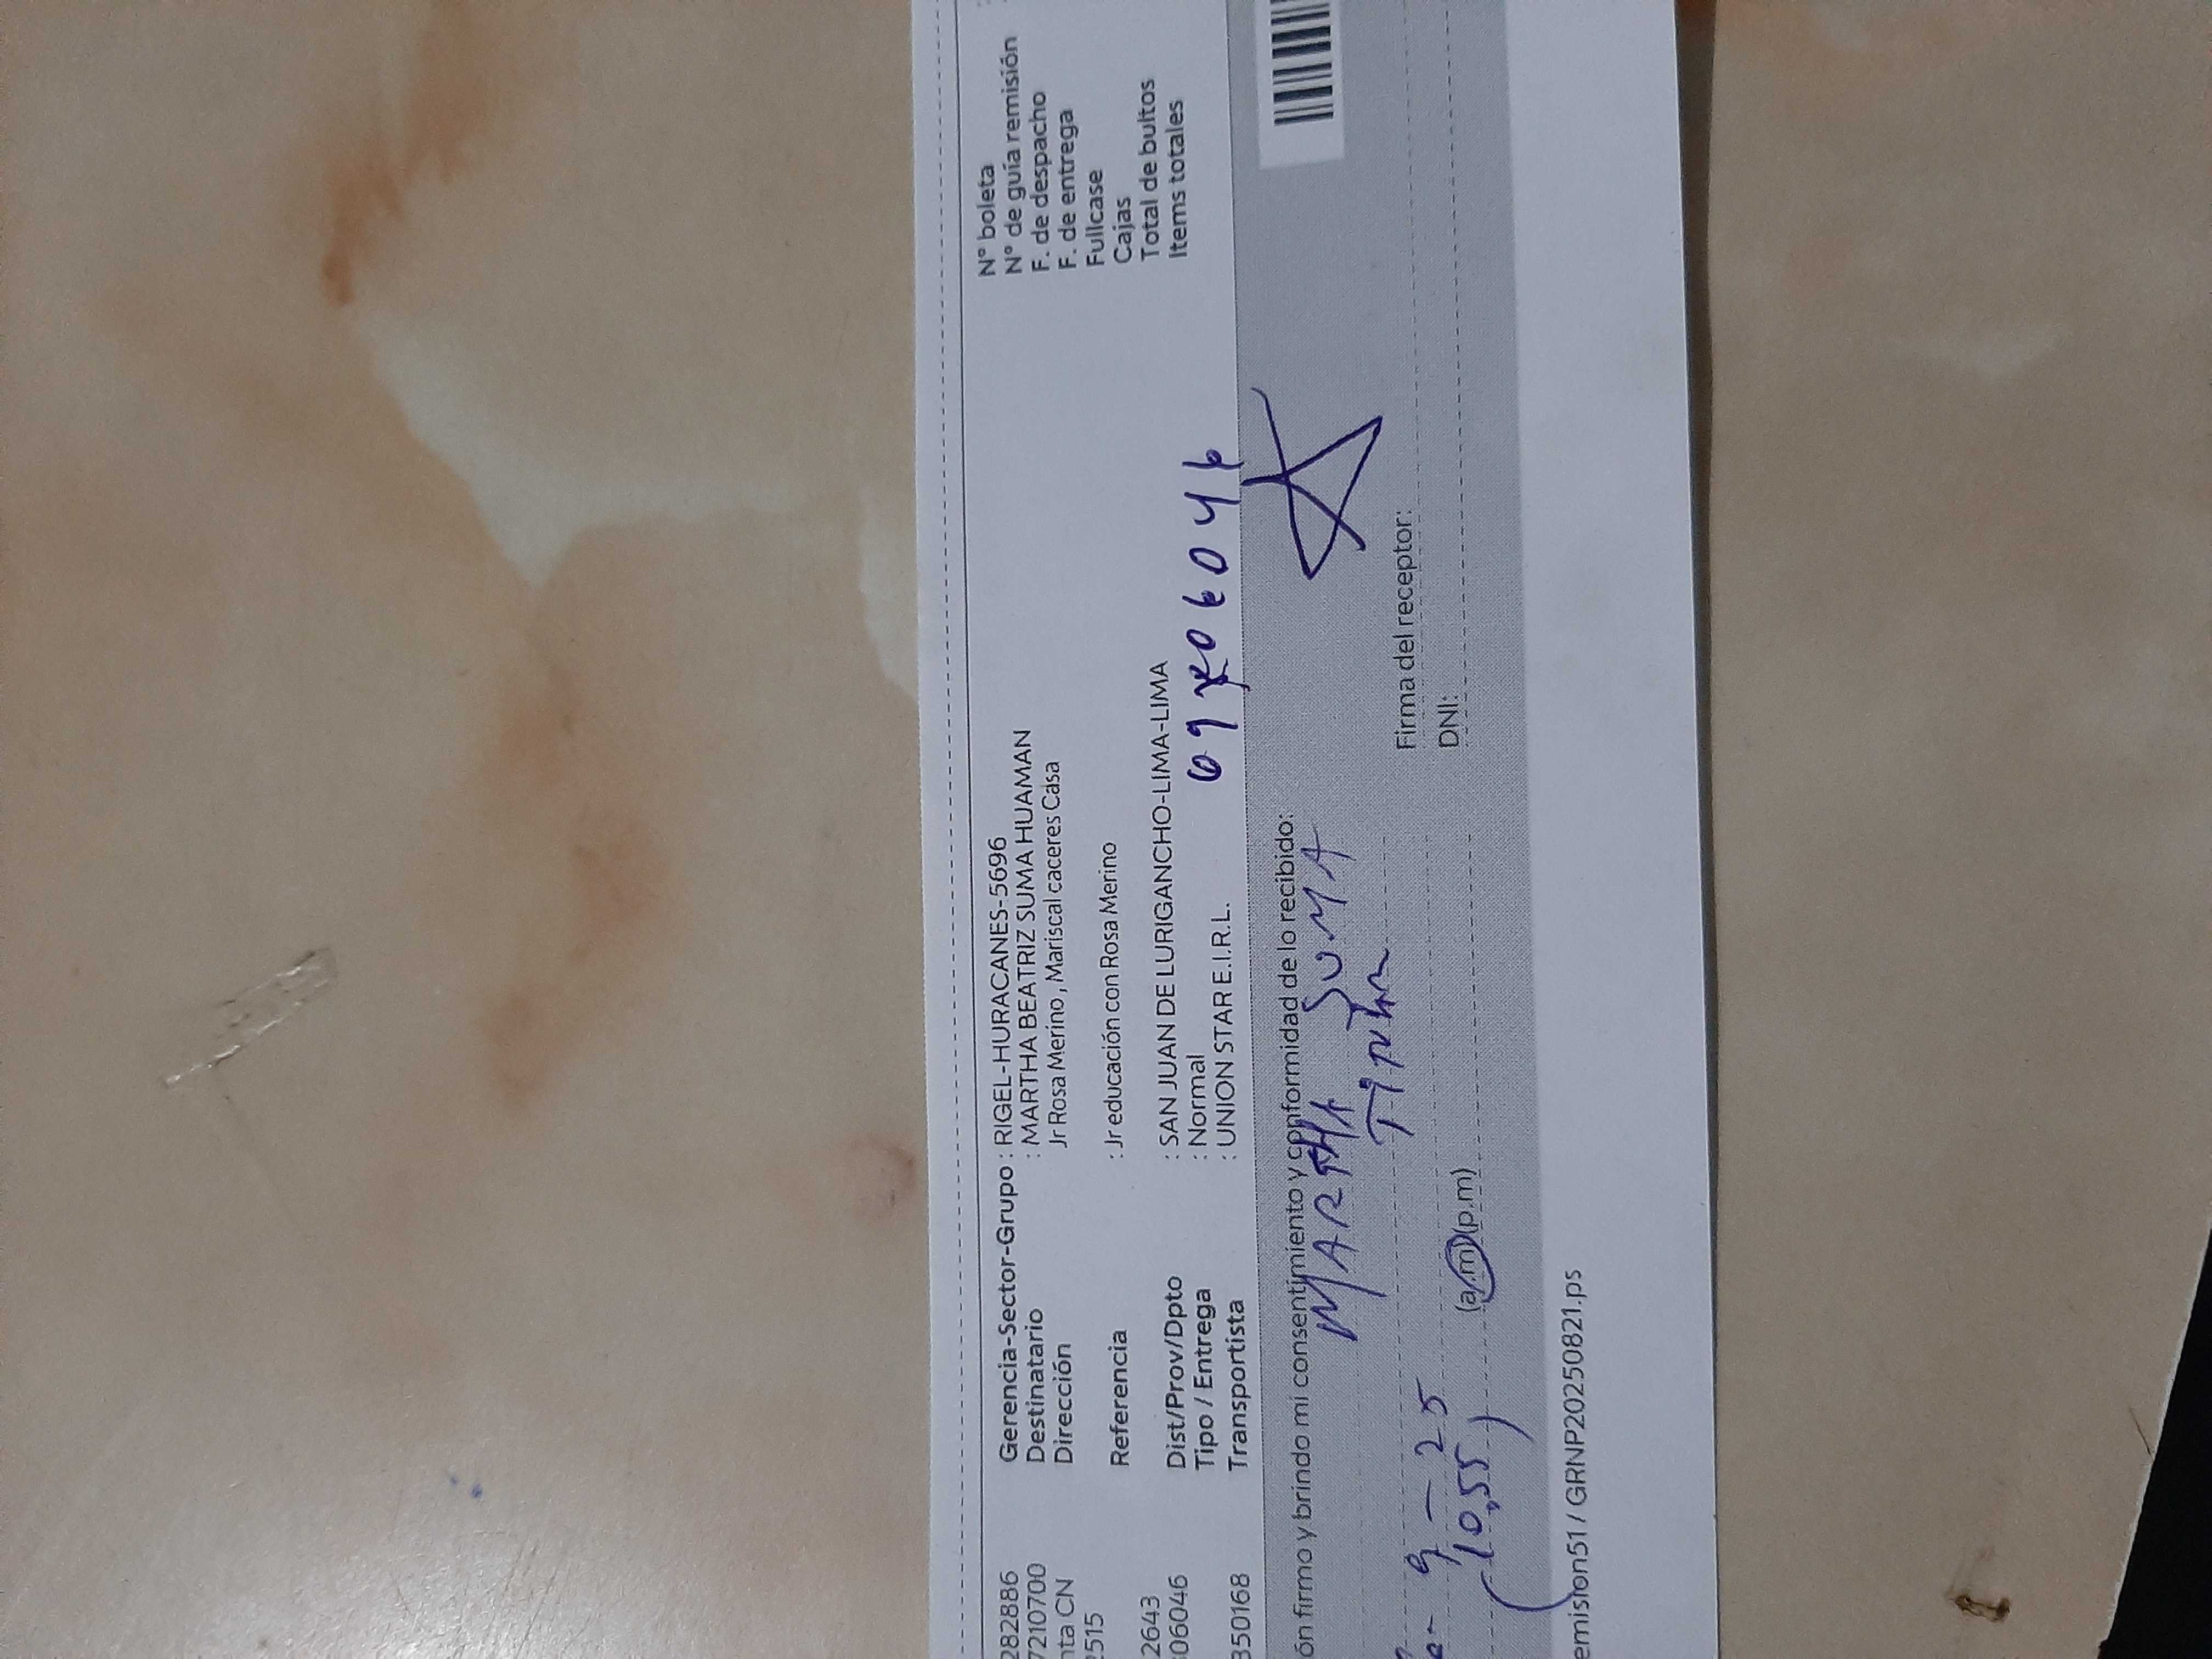 282886
7210700
nta CN
2515
2643
06046
350168
Gerencia-Sector-Grupo : RIGEL-HURACANES-5696
Destinatario : MARTHA BEATRIZ SUMA HUAMAN
Dirección Jr Rosa Merino , Mariscal caceres Casa
Referencia : Jr educación con Rosa Merino
Dist/Prov/Dpto : SAN JUAN DE LURIGANCHO-LIMA-LIMA
Tipo / Entrega : Normal
Transportista : UNION STAR E.I.R.L.
N° boleta
N° de guía remisión
F. de despacho
F. de entrega
Fullcase
Cajas
Total de bultos
Items totales
ón firmo y brindo mi consentimiento y conformidad de lo recibido:
MARTHA SUMA
9 - 25
10,55
(a.m)(p.m)
Firma del receptor:
DNI:
emision51 / GRNP20250821.ps